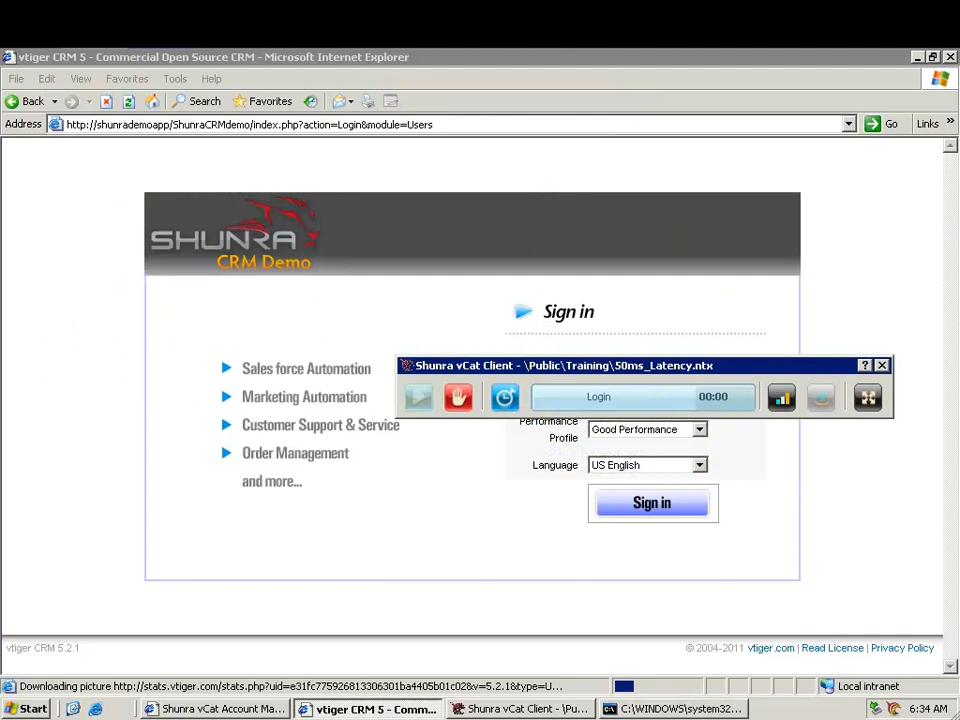 vtiger CRM 5 - Commercial Open Source CRM - Microsoft Internet Explorer
File Edit View Favorites Tools Help
Back Search Favorites
Address http://shunrademoapp/ShunraCRMdemo/index.php?action=Login&module=Users Go Links »
SHUNRA
CRM Demo
Sign in
Sales force Automation
Marketing Automation
Customer Support & Service
Order Management
and more...
Shunra vCat Client - \Public\Training\50ms_Latency.ntx
Login 00:00
Performance
Profile
Good Performance
Language US English
Sign in
vtiger CRM 5.2.1 © 2004-2011 vtiger.com | Read License | Privacy Policy
Downloading picture http://stats.vtiger.com/stats.php?uid=e31fc775926813306301ba4405b01c02&v=5.2.1&type=U... Local intranet
Start Shunra vCat Account Ma... vtiger CRM 5 - Comm... Shunra vCat Client - \Pu... C:\WINDOWS\system32... 6:34 AM